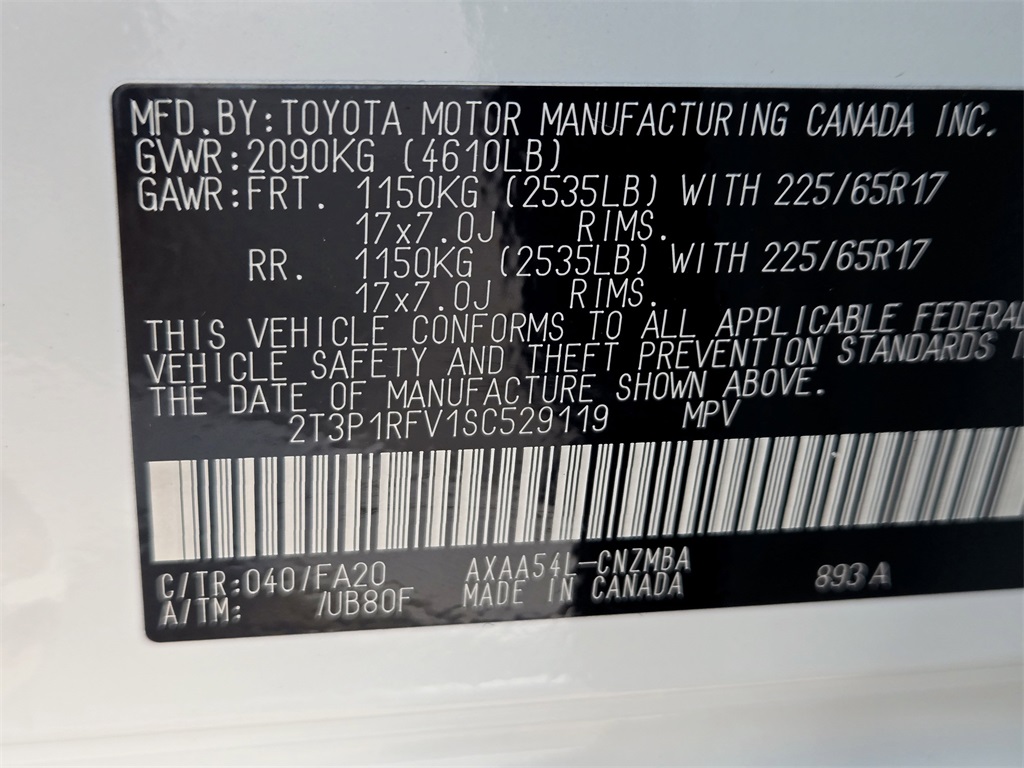 MFD.BY:TOYOTA MOTOR MANUFACTURING CANADA INC.
GVWR:2090KG (4610LB)
GAWR:FRT. 1150KG (2535LB) WITH 225/65R17
17x7.0J RIMS.
RR. 1150KG (2535LB) WITH 225/65R17
17x7.0J RIMS.
THIS VEHICLE CONFORMS TO ALL APPLICABLE FEDERAL
VEHICLE SAFETY AND THEFT PREVENTION STANDARDS
THE DATE OF MANUFACTURE SHOWN ABOVE.
2T3P1RFV1SC529119 MPV
C/TR:040/FA20 AXAA54L-CNZMBA 893A
A/TM: /UB80F MADE IN CANADA